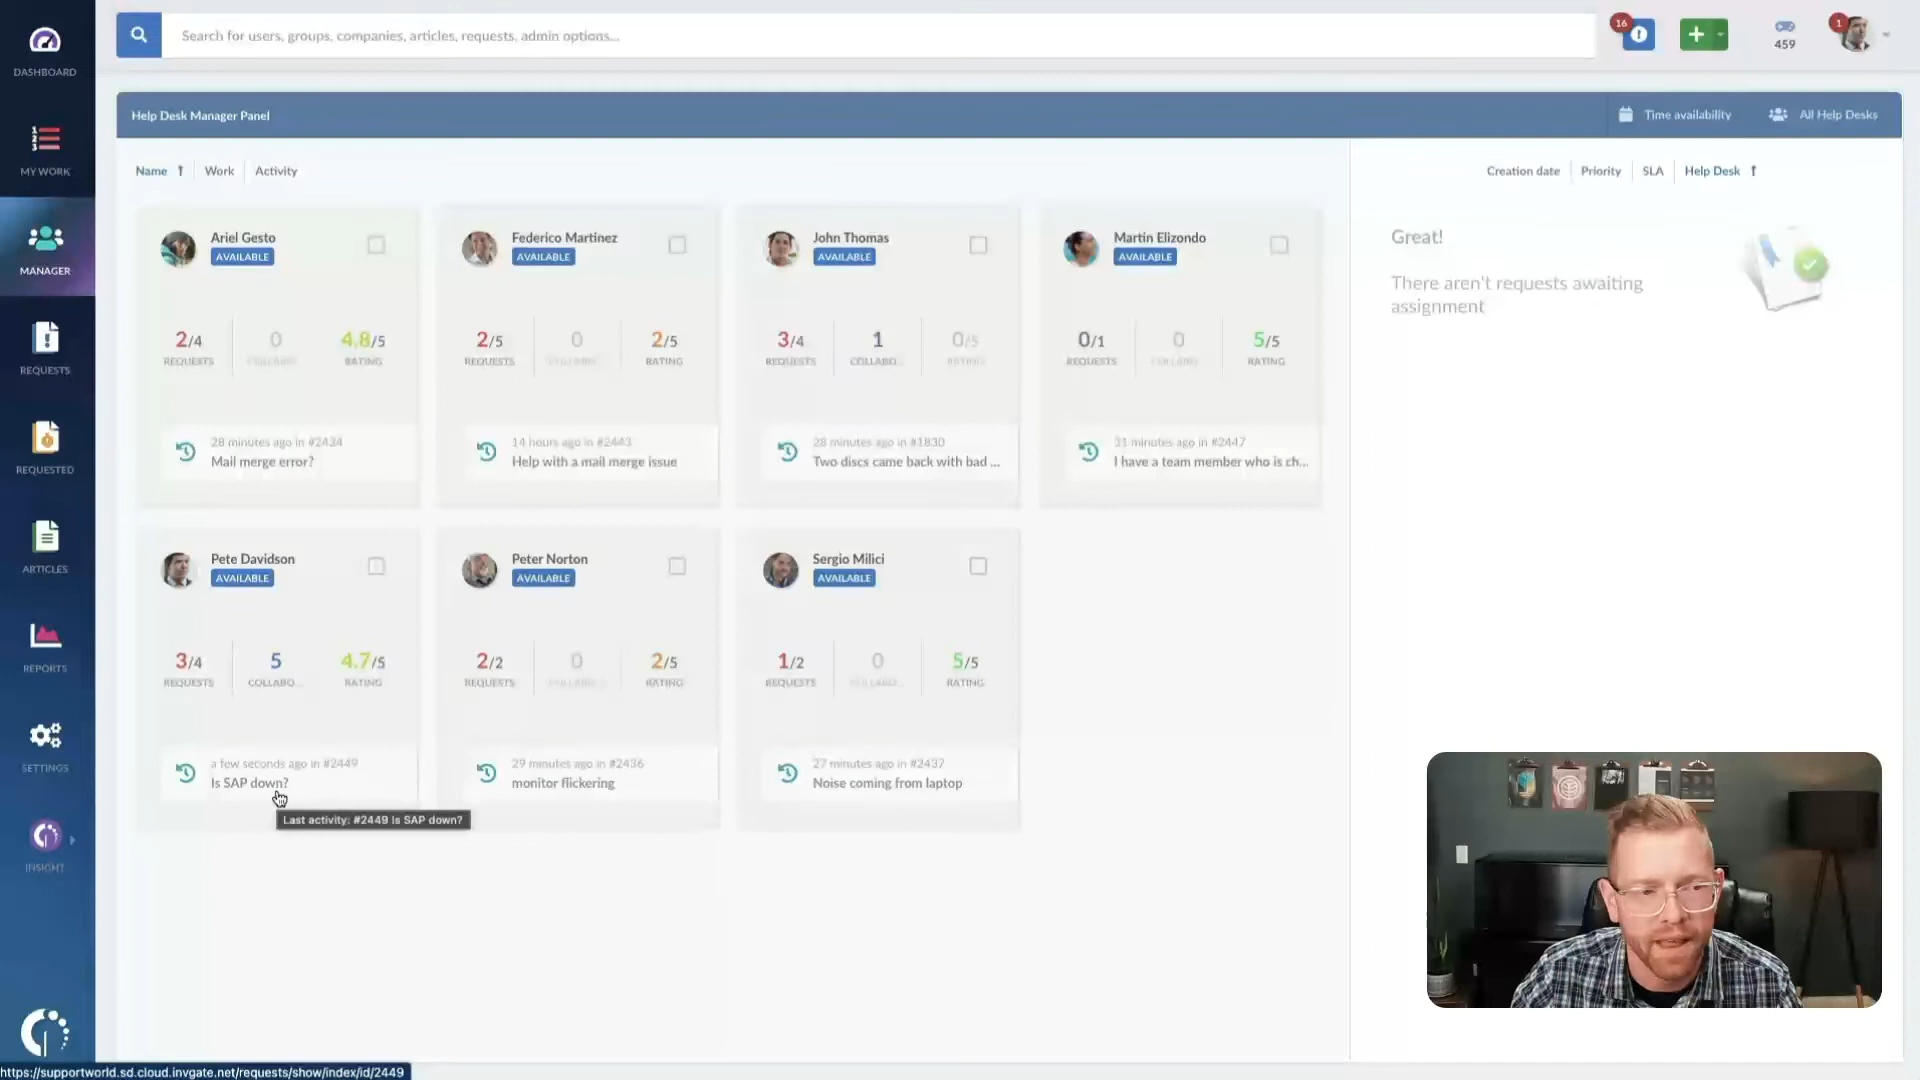 DASHBOARD
MY WORK
MANAGER
REQUESTS
REQUESTED
ARTICLES
REPORTS
SETTINGS
INSIGHT
Search for users, groups, companies, articles, requests, admin options...
16
459
1
Help Desk Manager Panel
Time availability
All Help Desks
Name
Work
Activity
Creation date
Priority
SLA
Help Desk
Ariel Gesto
AVAILABLE
2/4
REQUESTS
0
4.8/5
RATING
28 minutes ago in #2434
Mail merge error?
Federico Martinez
AVAILABLE
2/5
REQUESTS
0
2/5
RATING
14 hours ago in #2443
Help with a mail merge issue
John Thomas
AVAILABLE
3/4
REQUESTS
1
COLLABO...
0/5
RATING
28 minutes ago in #1830
Two discs came back with bad ...
Martin Elizondo
AVAILABLE
0/1
REQUESTS
0
5/5
RATING
31 minutes ago in #2447
I have a team member who is ch...
Great!
There aren't requests awaiting
assignment
Pete Davidson
AVAILABLE
3/4
REQUESTS
5
COLLABO...
4.7/5
RATING
a few seconds ago in #2449
Is SAP down?
Last activity: #2449 Is SAP down?
Peter Norton
AVAILABLE
2/2
REQUESTS
0
2/5
RATING
29 minutes ago in #2436
monitor flickering
Sergio Milici
AVAILABLE
1/2
REQUESTS
0
5/5
RATING
27 minutes ago in #2437
Noise coming from laptop
https://supportworld.sd.cloud.invgate.net/requests/show/index/id/2449